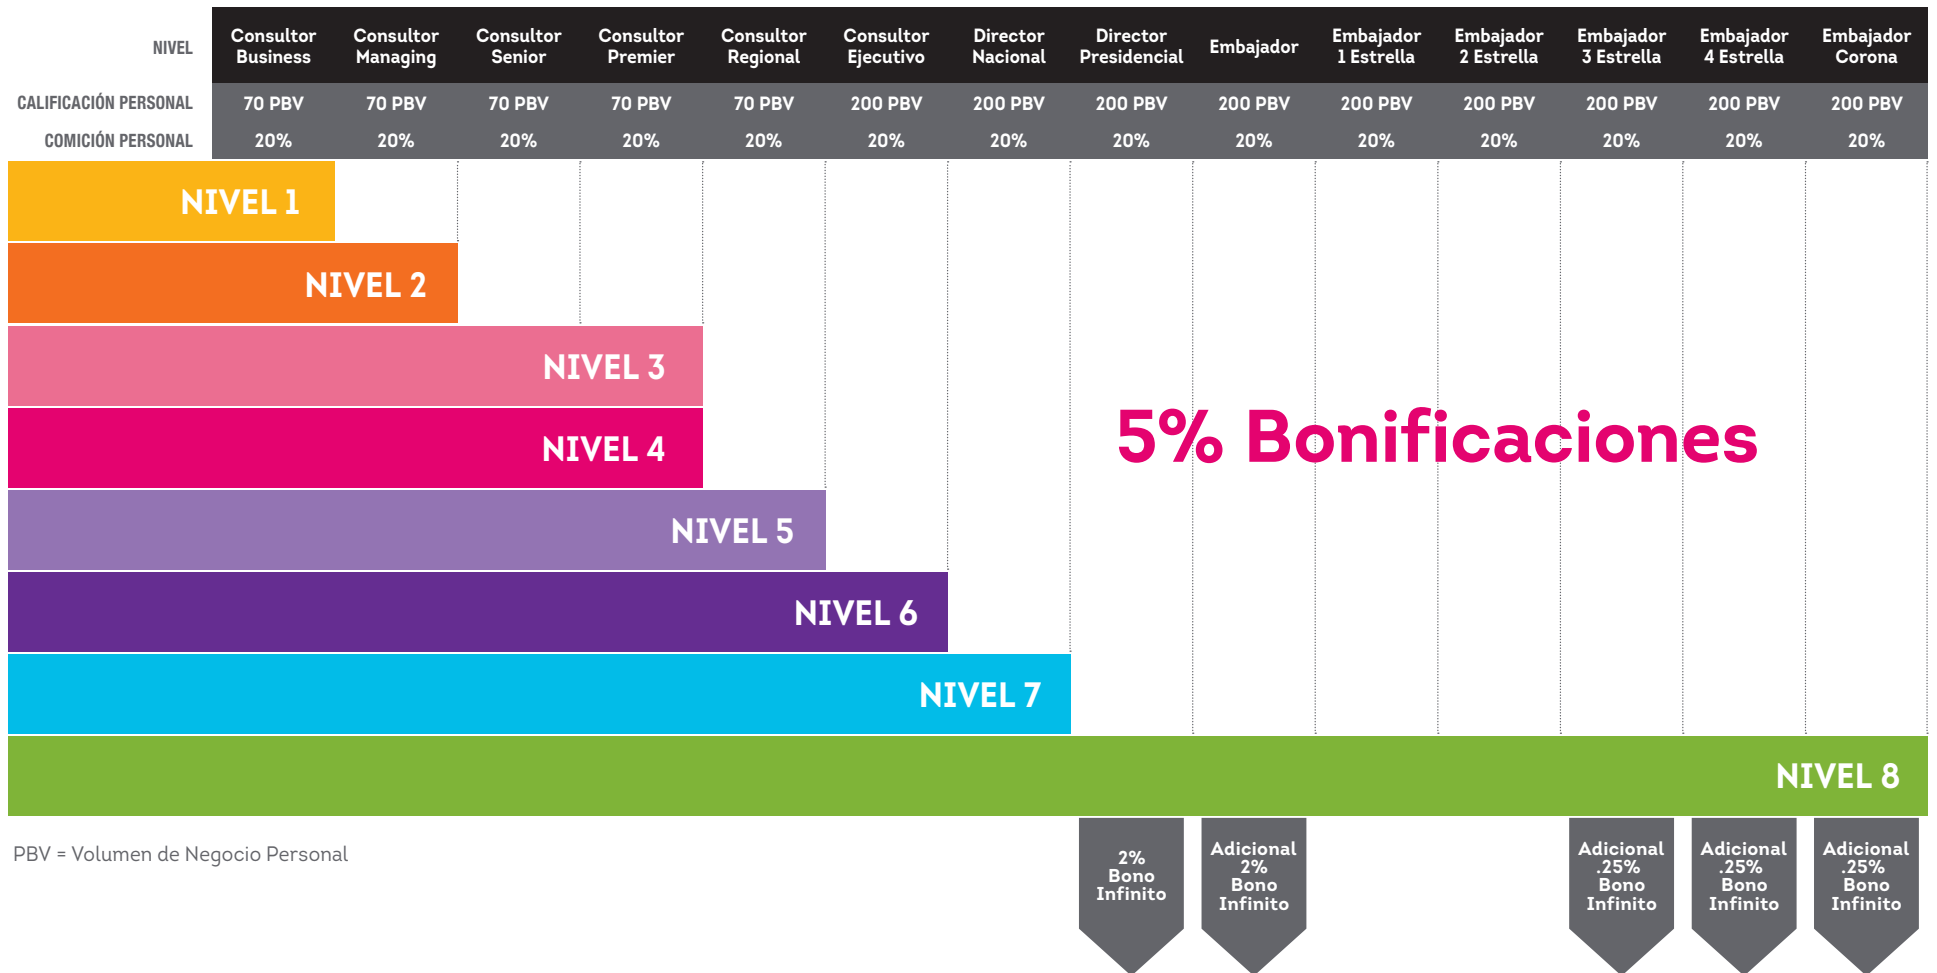 NIVEL
Consultor Business
Consultor Managing
Consultor Senior
Consultor Premier
Consultor Regional
Consultor Ejecutivo
Director Nacional
Director Presidencial
Embajador
Embajador 1 Estrella
Embajador 2 Estrella
Embajador 3 Estrella
Embajador 4 Estrella
Embajador Corona
CALIFICACIÓN PERSONAL 70 PBV 70 PBV 70 PBV 70 PBV 70 PBV 200 PBV 200 PBV 200 PBV 200 PBV 200 PBV 200 PBV 200 PBV 200 PBV 200 PBV
COMICIÓN PERSONAL 20% 20% 20% 20% 20% 20% 20% 20% 20% 20% 20% 20% 20% 20%
NIVEL 1
NIVEL 2
NIVEL 3
NIVEL 4
5% Bonificaciones
NIVEL 5
NIVEL 6
NIVEL 7
NIVEL 8
PBV = Volumen de Negocio Personal
2%
Bono
Infinito
Adicional
2%
Bono
Infinito
Adicional
.25%
Bono
Infinito
Adicional
.25%
Bono
Infinito
Adicional
.25%
Bono
Infinito